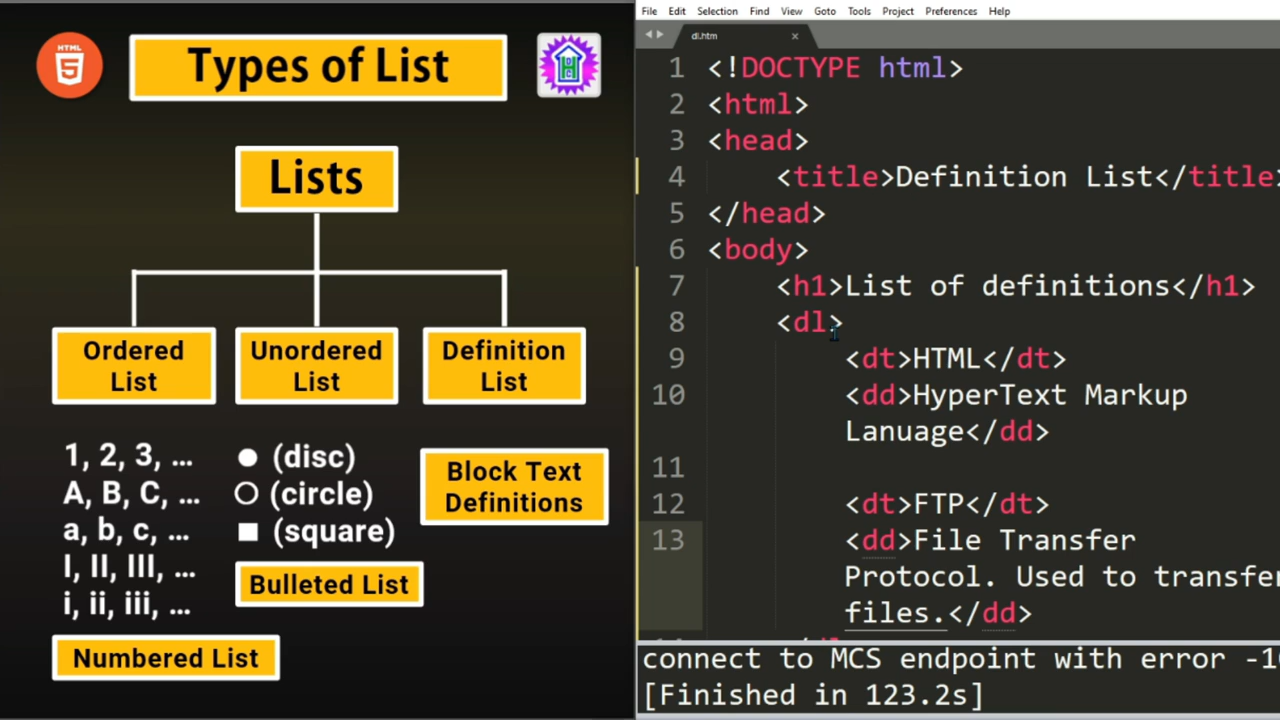 HTML
5
Types of List
Lists
Ordered
List
Unordered
List
Definition
List
1, 2, 3, ...
A, B, C, ...
a, b, c, ...
I, II, III, ...
i, ii, iii, ...
Numbered List
(disc)
(circle)
(square)
Bulleted List
Block Text
Definitions
File Edit Selection Find View Goto Tools Project Preferences Help
dl.htm
1 <!DOCTYPE html>
2 <html>
3 <head>
4 <title>Definition List</title>
5 </head>
6 <body>
7 <h1>List of definitions</h1>
8 <dl>
9 <dt>HTML</dt>
10 <dd>HyperText Markup
Lanuage</dd>
11
12 <dt>FTP</dt>
13 <dd>File Transfer
Protocol. Used to transfer
files.</dd>
connect to MCS endpoint with error
[Finished in 123.2s]